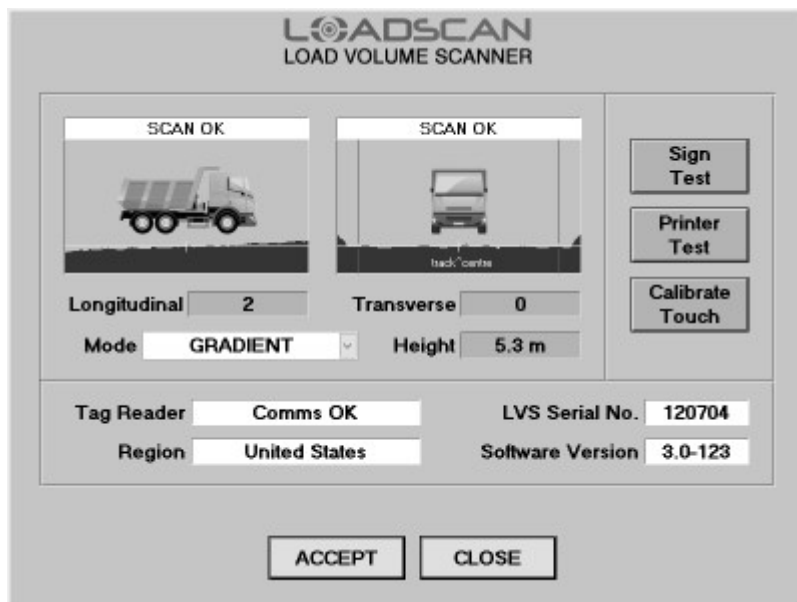 LOADSCAN
LOAD VOLUME SCANNER
SCAN OK
SCAN OK
track^centre
Longitudinal 2
Transverse 0
Mode GRADIENT
Height 5.3 m
Sign
Test
Printer
Test
Calibrate
Touch
Tag Reader Comms OK
LVS Serial No. 120704
Region United States
Software Version 3.0-123
ACCEPT
CLOSE